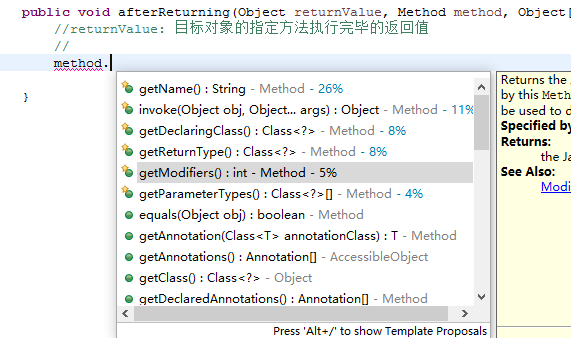 public void afterReturning(Object returnValue, Method method, Object[
//returnValue: 目标对象的指定方法执行完毕的返回值
//
method.
}
getName() : String - Method - 26%
invoke(Object obj, Object... args) : Object - Method - 11%
getDeclaringClass() : Class<?> - Method - 8%
getReturnType() : Class<?> - Method - 8%
getModifiers() : int - Method - 5%
getParameterTypes() : Class<?>[] - Method - 4%
equals(Object obj) : boolean - Method
getAnnotation(Class<T> annotationClass) : T - Method
getAnnotations() : Annotation[] - AccessibleObject
getClass() : Class<?> - Object
getDeclaredAnnotations() : Annotation[] - Method
Press 'Alt+/' to show Template Proposals
Returns the
by this Meth
be used to d
Specified by
Returns:
the Ja
See Also:
Modi